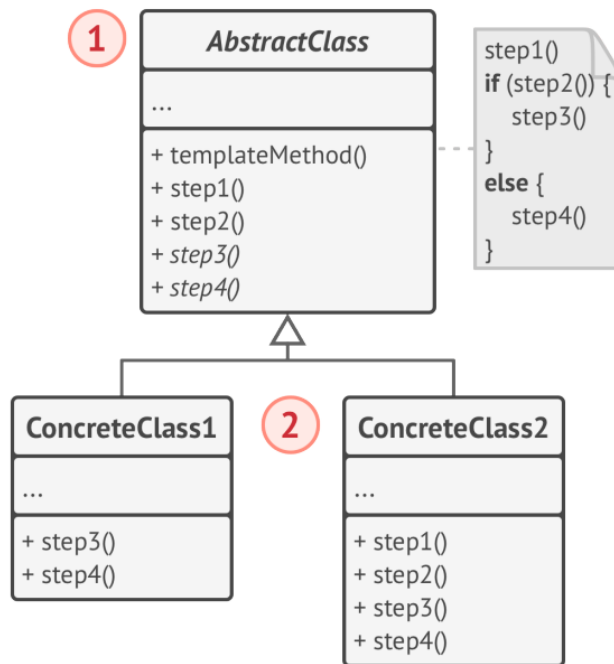 1
AbstractClass
...
+ templateMethod()
+ step1()
+ step2()
+ step3()
+ step4()
step1()
if (step2()) {
step3()
}
else {
step4()
}
ConcreteClass1
...
+ step3()
+ step4()
2
ConcreteClass2
...
+ step1()
+ step2()
+ step3()
+ step4()